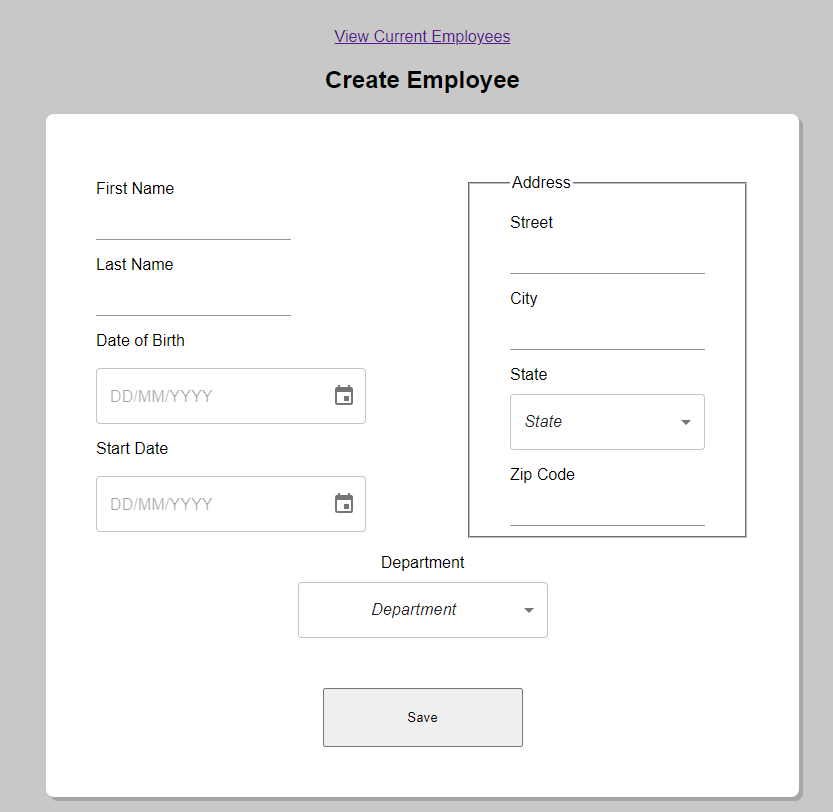 View Current Employees
Create Employee
First Name
Last Name
Date of Birth
DD/MM/YYYY
Start Date
DD/MM/YYYY
Address
Street
City
State
State
Zip Code
Department
Department
Save